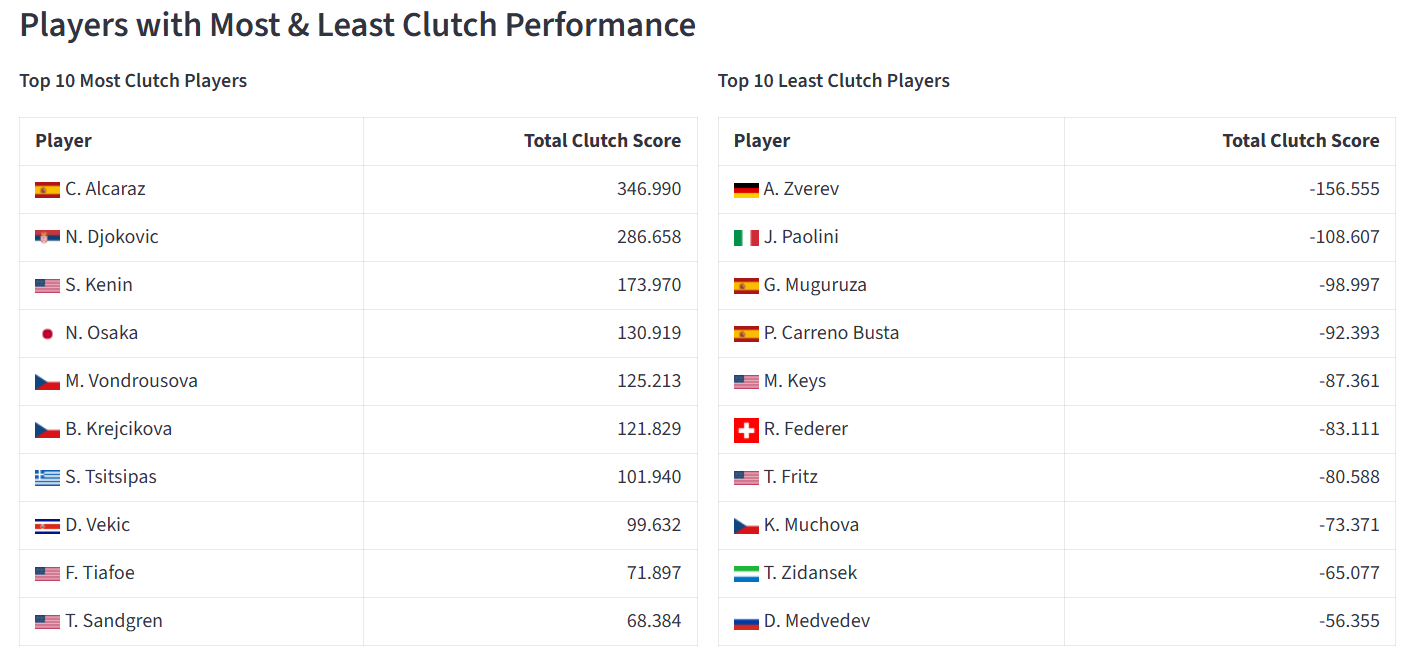 Players with Most & Least Clutch Performance
Top 10 Most Clutch Players
Player Total Clutch Score
C. Alcaraz 346.990
N. Djokovic 286.658
S. Kenin 173.970
N. Osaka 130.919
M. Vondrousova 125.213
B. Krejcikova 121.829
S. Tsitsipas 101.940
D. Vekic 99.632
F. Tiafoe 71.897
T. Sandgren 68.384
Top 10 Least Clutch Players
Player Total Clutch Score
A. Zverev -156.555
J. Paolini -108.607
G. Muguruza -98.997
P. Carreno Busta -92.393
M. Keys -87.361
R. Federer -83.111
T. Fritz -80.588
K. Muchova -73.371
T. Zidansek -65.077
D. Medvedev -56.355